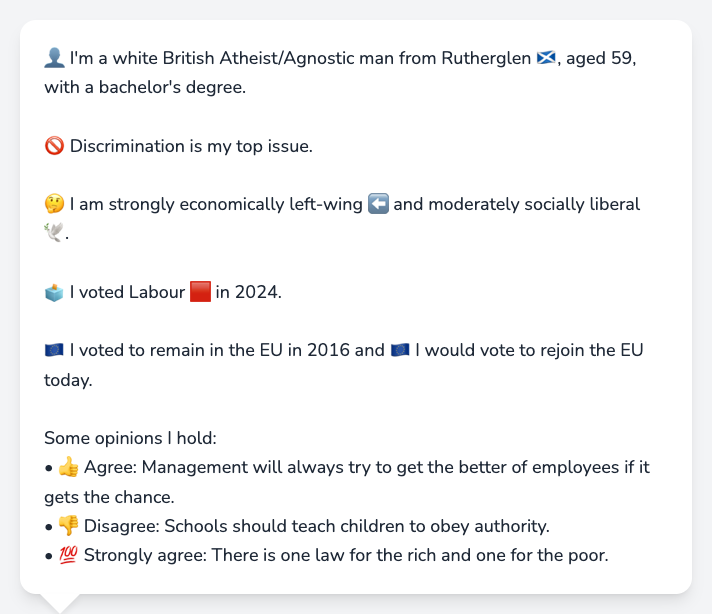 👤 I'm a white British Atheist/Agnostic man from Rutherglen 🏴󠁧󠁢󠁳󠁣󠁴󠁿, aged 59,
with a bachelor's degree.
🚫 Discrimination is my top issue.
🤔 I am strongly economically left-wing ⬅️ and moderately socially liberal
🕊️.
🗳️ I voted Labour 🟥 in 2024.
🇪🇺 I voted to remain in the EU in 2016 and 🇪🇺 I would vote to rejoin the EU
today.
Some opinions I hold:
• 👍 Agree: Management will always try to get the better of employees if it
gets the chance.
• 👎 Disagree: Schools should teach children to obey authority.
• 💯 Strongly agree: There is one law for the rich and one for the poor.